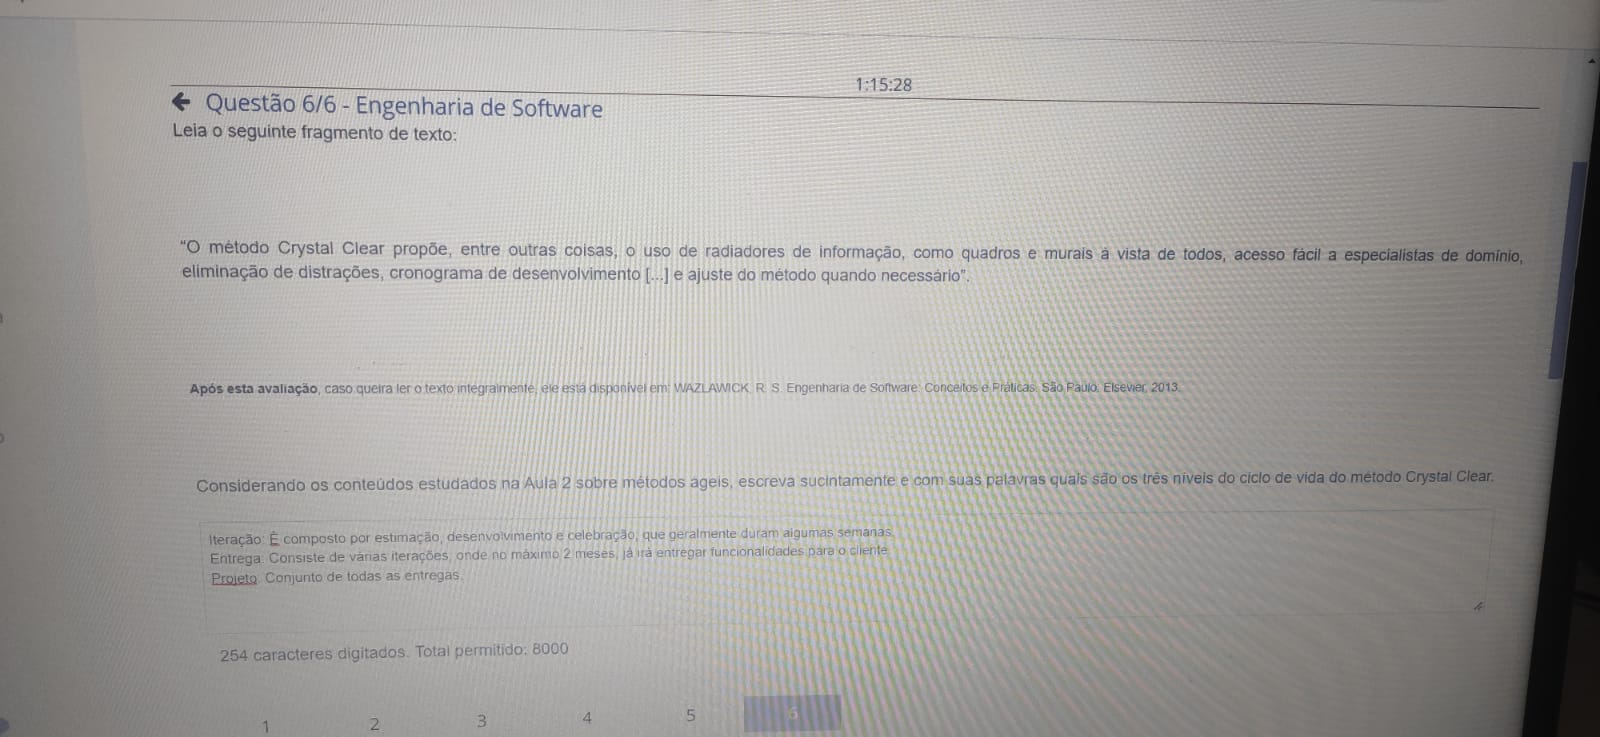 1:15:28
Questão 6/6 - Engenharia de Software
Leia o seguinte fragmento de texto:
“O método Crystal Clear propõe, entre outras coisas, o uso de radiadores de informação, como quadros e murais à vista de todos, acesso fácil a especialistas de domínio,
eliminação de distrações, cronograma de desenvolvimento [...] e ajuste do método quando necessário”.
Após esta avaliação, caso queira ler o texto integralmente, ele está disponível em: WAZLAWICK, R. S. Engenharia de Software: Conceitos e Práticas. São Paulo: Elsevier, 2013.
Considerando os conteúdos estudados na Aula 2 sobre métodos ágeis, escreva sucintamente e com suas palavras quais são os três níveis do ciclo de vida do método Crystal Clear.
Iteração: É composto por estimação, desenvolvimento e celebração, que geralmente duram algumas semanas.
Entrega: Consiste de várias iterações, onde no máximo 2 meses, já irá entregar funcionalidades para o cliente.
Projeto: Conjunto de todas as entregas.
254 caracteres digitados. Total permitido: 8000
1 2 3 4 5 6